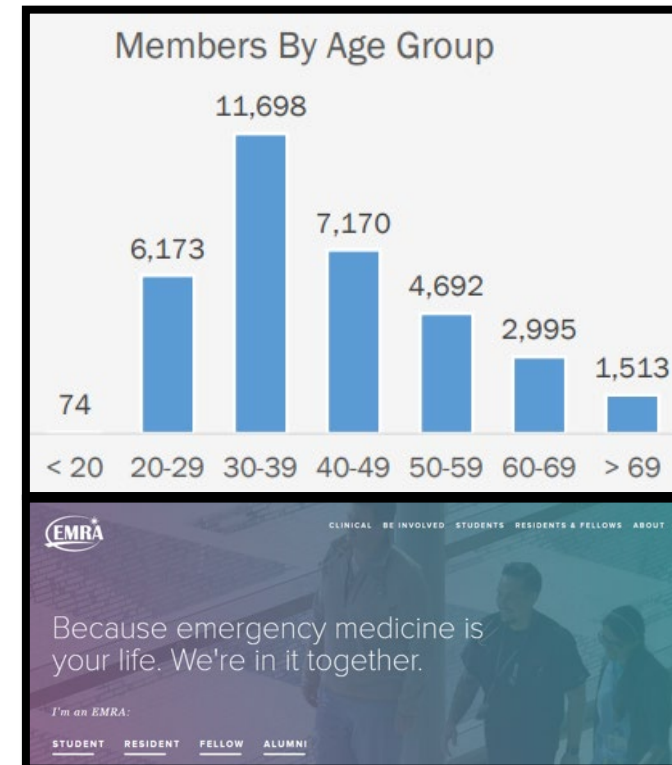 Members By Age Group
11,698
7,170
6,173
4,692
2,995
1,513
74
< 20 20-29 30-39 40-49 50-59 60-69 > 69
EMRA
CLINICAL BE INVOLVED STUDENTS RESIDENTS & FELLOWS ABOUT
Because emergency medicine is
your life. We're in it together.
I'm an EMRA:
STUDENT RESIDENT FELLOW ALUMNI